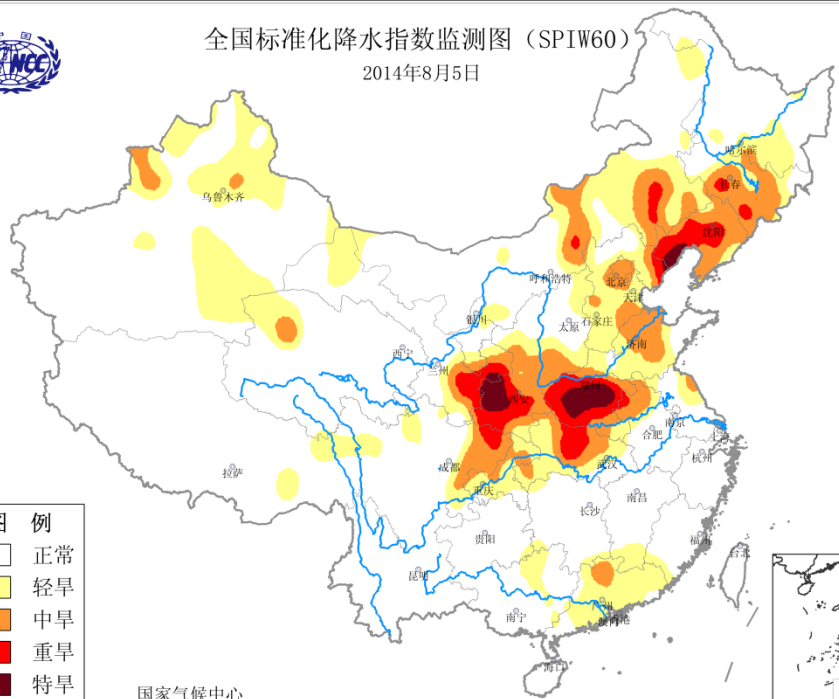 全国标准化降水指数监测图（SPIW60）
2014年8月5日
NCC
哈尔滨
长春
乌鲁木齐
沈阳
呼和浩特
北京
天津
银川
太原
石家庄
济南
西宁
兰州
郑州
西安
南京
合肥
上海
杭州
成都
武汉
拉萨
重庆
南昌
长沙
贵阳
福州
台北
昆明
广州
南宁
香港
澳门
海口
图 例
正常
轻旱
中旱
重旱
特旱
国家气候中心